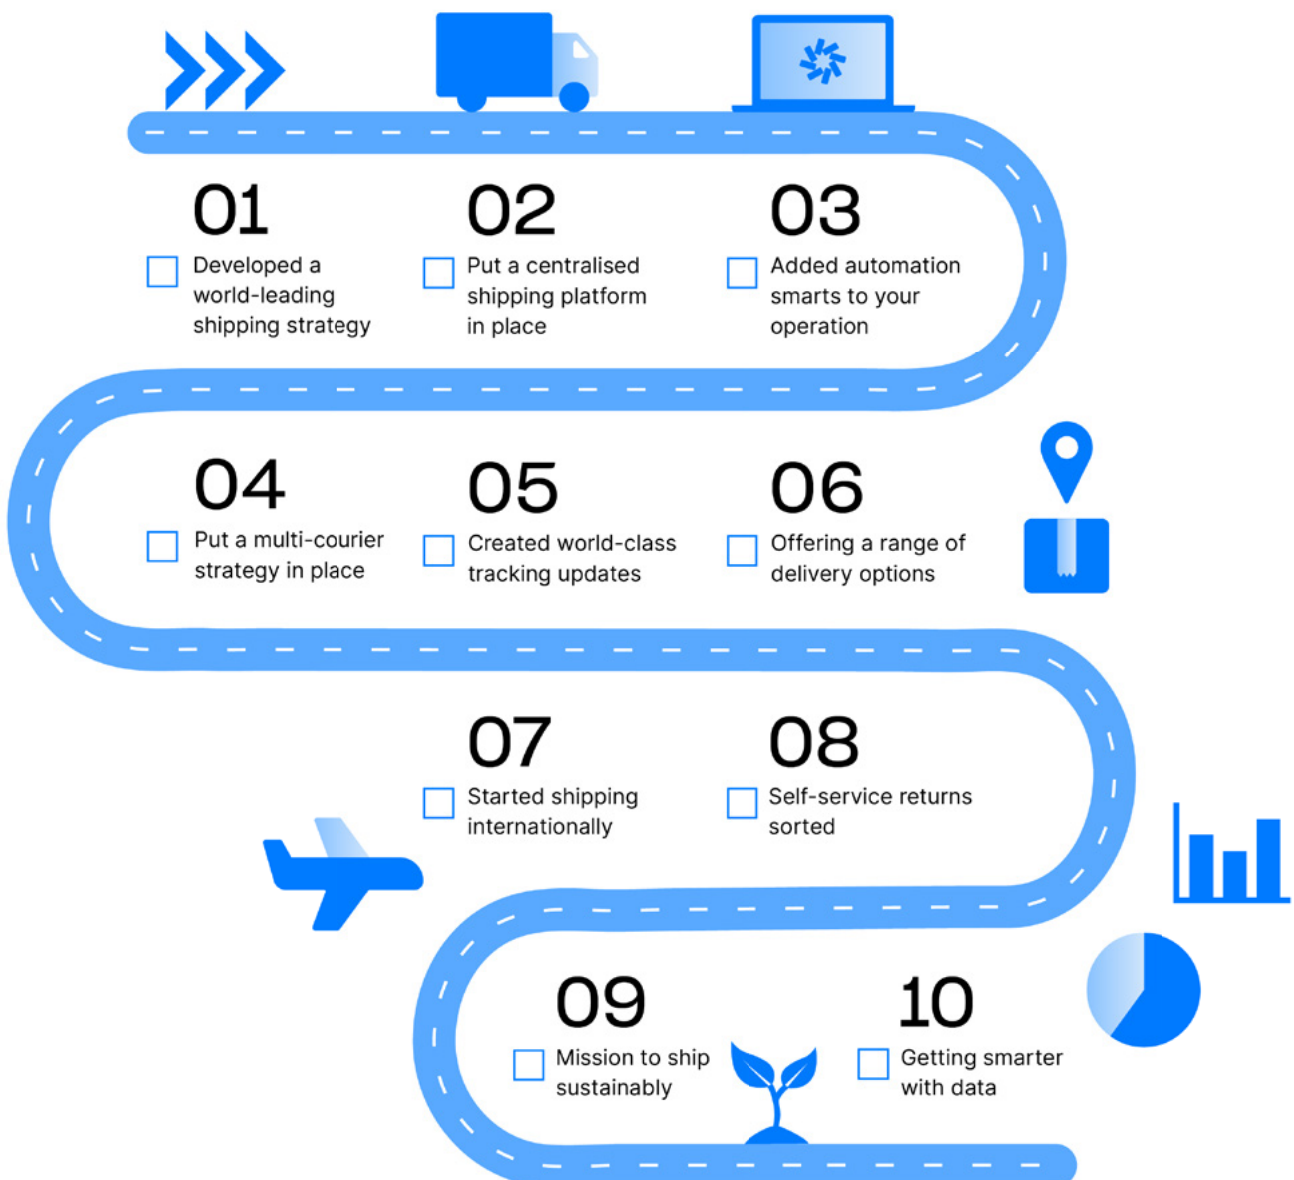 01
Developed a
world-leading
shipping strategy
02
Put a centralised
shipping platform
in place
03
Added automation
smarts to your
operation
04
Put a multi-courier
strategy in place
05
Created world-class
tracking updates
06
Offering a range of
delivery options
07
Started shipping
internationally
08
Self-service returns
sorted
09
Mission to ship
sustainably
10
Getting smarter
with data